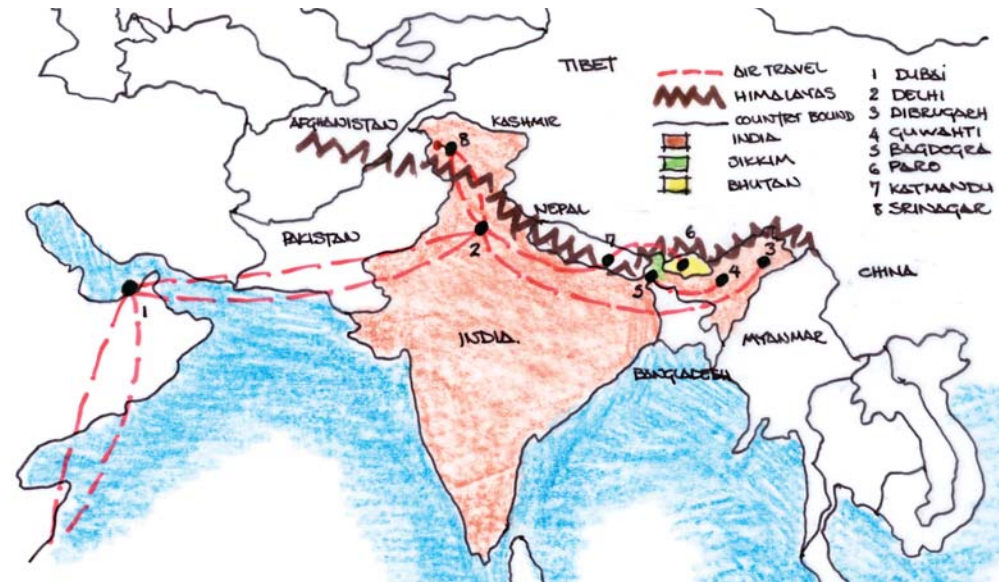 TIBET
AFGHANISTAN
KASHMIR
NEPAL
PAKISTAN
INDIA.
BANGLADESH
MYANMAR
CHINA
AIR TRAVEL
HIMALAYAS
COUNTRY BOUND
INDIA
JIKKIM
BHUTAN
1 DUBAI
2 DELHI
3 DIBRUGARH
4 GUWAHTI
5 BAGDOGRA
6 PARO
7 KATMANDU
8 SRINAGAR
8
7
6
3
2
5
4
1